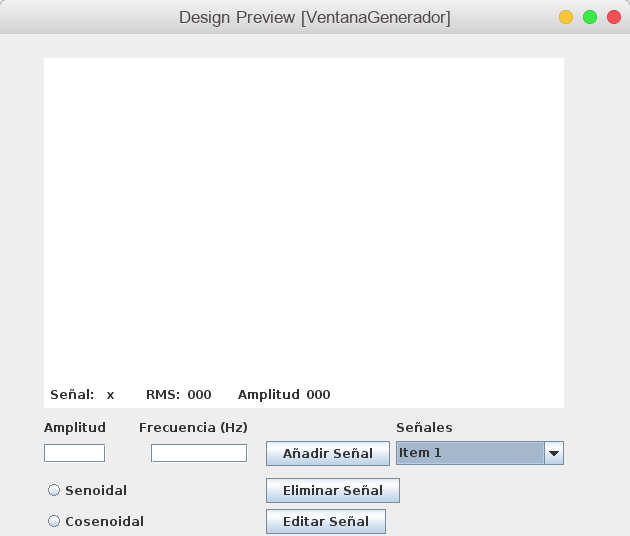 Design Preview [VentanaGenerador]
Señal: x RMS: 000 Amplitud 000
Amplitud Frecuencia (Hz) Señales
Añadir Señal Item 1
Senoidal Eliminar Señal
Cosenoidal Editar Señal